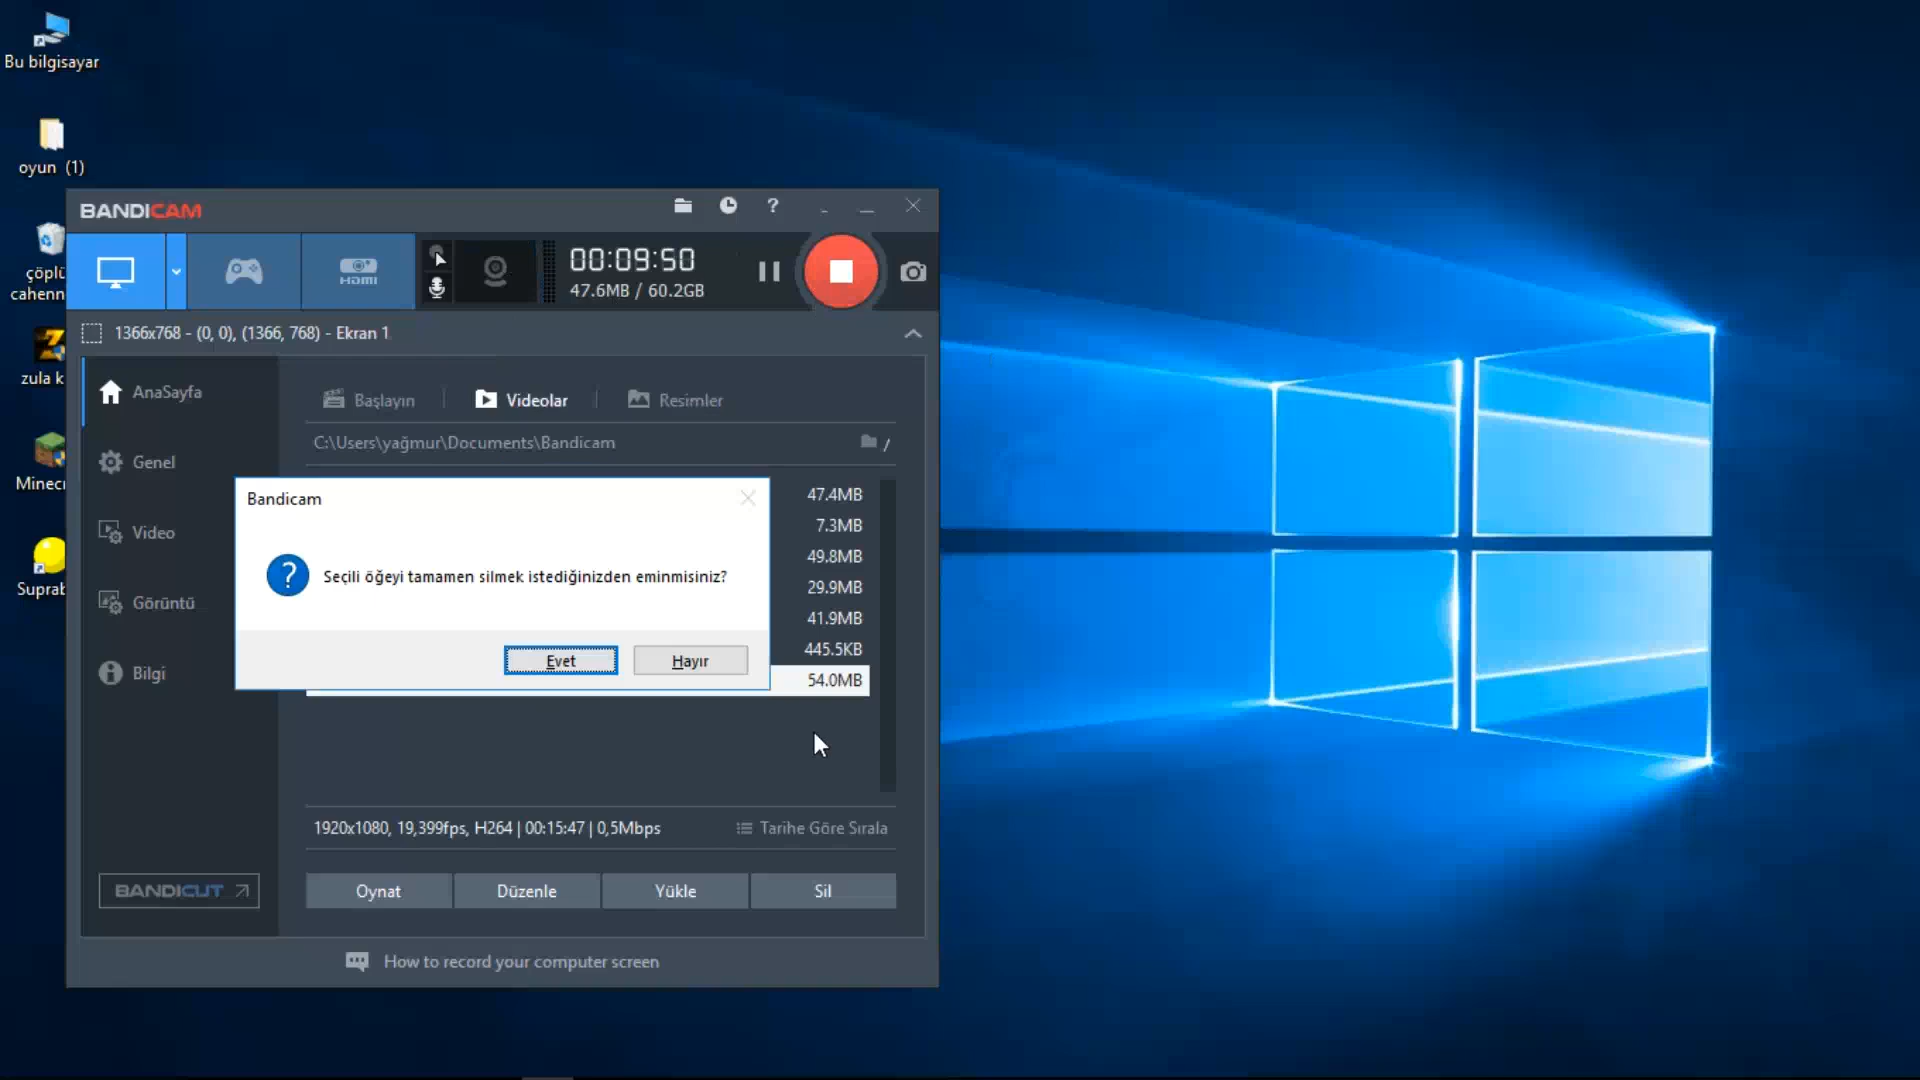 Bu bilgisayar
oyun (1)
çöplü
cahenn
zula k
Minecr
Suprab
BANDICAM
?
HDMI
00:09:50
47.6MB / 60.2GB
1366x768 - (0, 0), (1366, 768) - Ekran 1
AnaSayfa
Genel
Video
Görüntü
Bilgi
BANDICUT
Başlayın
Videolar
Resimler
C:\Users\yağmur\Documents\Bandicam
47.4MB
7.3MB
49.8MB
29.9MB
41.9MB
445.5KB
54.0MB
Bandicam
Seçili öğeyi tamamen silmek istediğinizden eminmisiniz?
Evet
Hayır
1920x1080, 19,399fps, H264 | 00:15:47 | 0,5Mbps
Tarihe Göre Sırala
Oynat
Düzenle
Yükle
Sil
How to record your computer screen